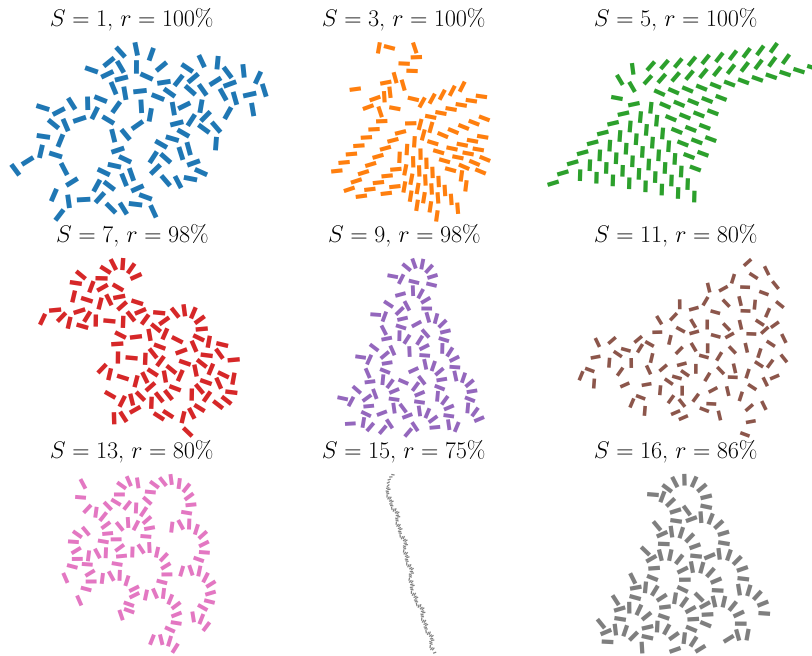 S = 1, r = 100%
S = 3, r = 100%
S = 5, r = 100%
S = 7, r = 98%
S = 9, r = 98%
S = 11, r = 80%
S = 13, r = 80%
S = 15, r = 75%
S = 16, r = 86%